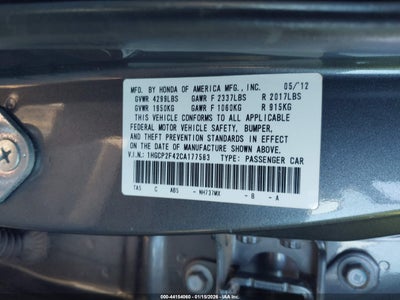 MFD. BY HONDA OF AMERICA MFG., INC. 05/12
GVWR 4299LBS GAWR F 2337LBS R 2017LBS
GVWR 1950KG GAWR F 1060KG R 915KG
THIS VEHICLE CONFORMS TO ALL APPLICABLE
FEDERAL MOTOR VEHICLE SAFETY, BUMPER,
AND THEFT PREVENTION STANDARDS IN EFFECT
ON THE DATE OF MANUFACTURE SHOWN ABOVE.
V.I.N.: 1HGCP2F42CA177583 TYPE: PASSENGER CAR
TA5 C ABS - NH737MX - B - A
000-44154060 - 01/15/2026 - IAA Inc.